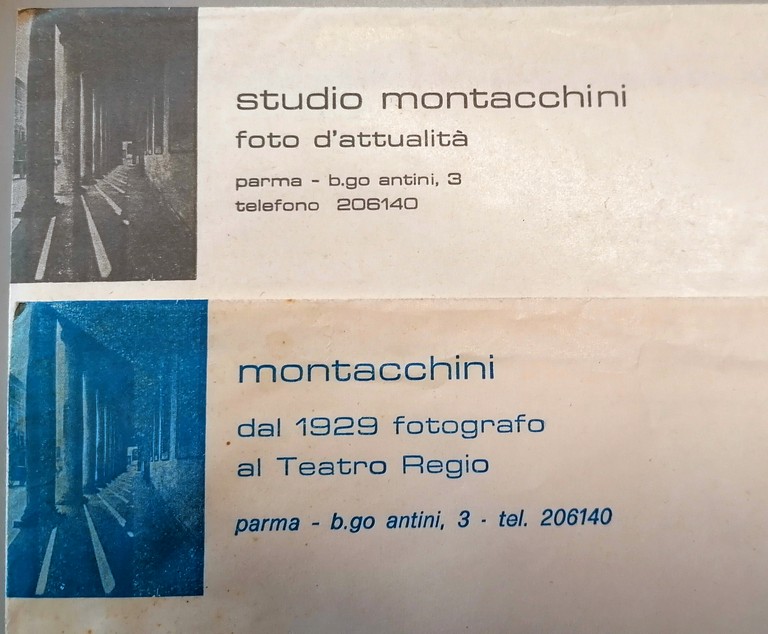 studio montacchini
foto d'attualità
parma - b.go antini, 3
telefono 206140
montacchini
dal 1929 fotografo
al Teatro Regio
parma - b.go antini, 3 - tel. 206140